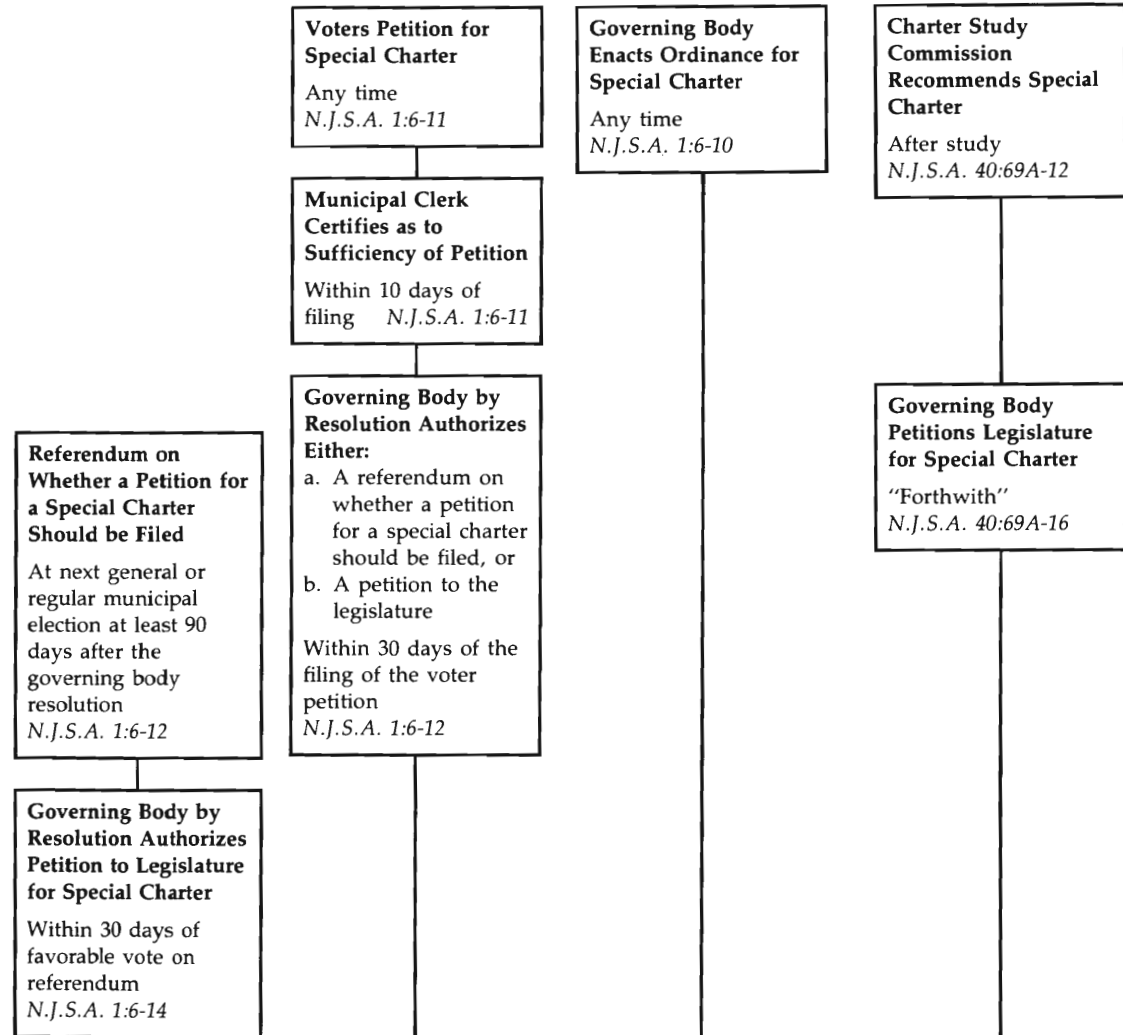 Voters Petition for
Special Charter
Any time
N.J.S.A. 1:6-11
Municipal Clerk
Certifies as to
Sufficiency of Petition
Within 10 days of
filing N.J.S.A. 1:6-11
Governing Body by
Resolution Authorizes
Either:
a. A referendum on
whether a petition
for a special charter
should be filed, or
b. A petition to the
legislature
Within 30 days of the
filing of the voter
petition
N.J.S.A. 1:6-12
Referendum on
Whether a Petition for
a Special Charter
Should be Filed
At next general or
regular municipal
election at least 90
days after the
governing body
resolution
N.J.S.A. 1:6-12
Governing Body by
Resolution Authorizes
Petition to Legislature
for Special Charter
Within 30 days of
favorable vote on
referendum
N.J.S.A. 1:6-14
Governing Body
Enacts Ordinance for
Special Charter
Any time
N.J.S.A. 1:6-10
Charter Study
Commission
Recommends Special
Charter
After study
N.J.S.A. 40:69A-12
Governing Body
Petitions Legislature
for Special Charter
"Forthwith"
N.J.S.A. 40:69A-16